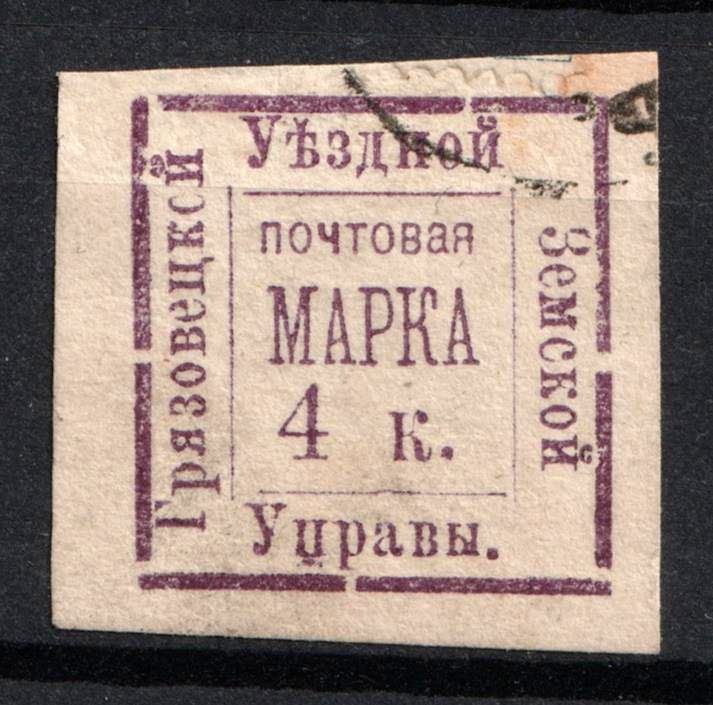 Грязовецкой
Уѣздной
Земской
Управы.
почтовая
МАРКА
4 к.